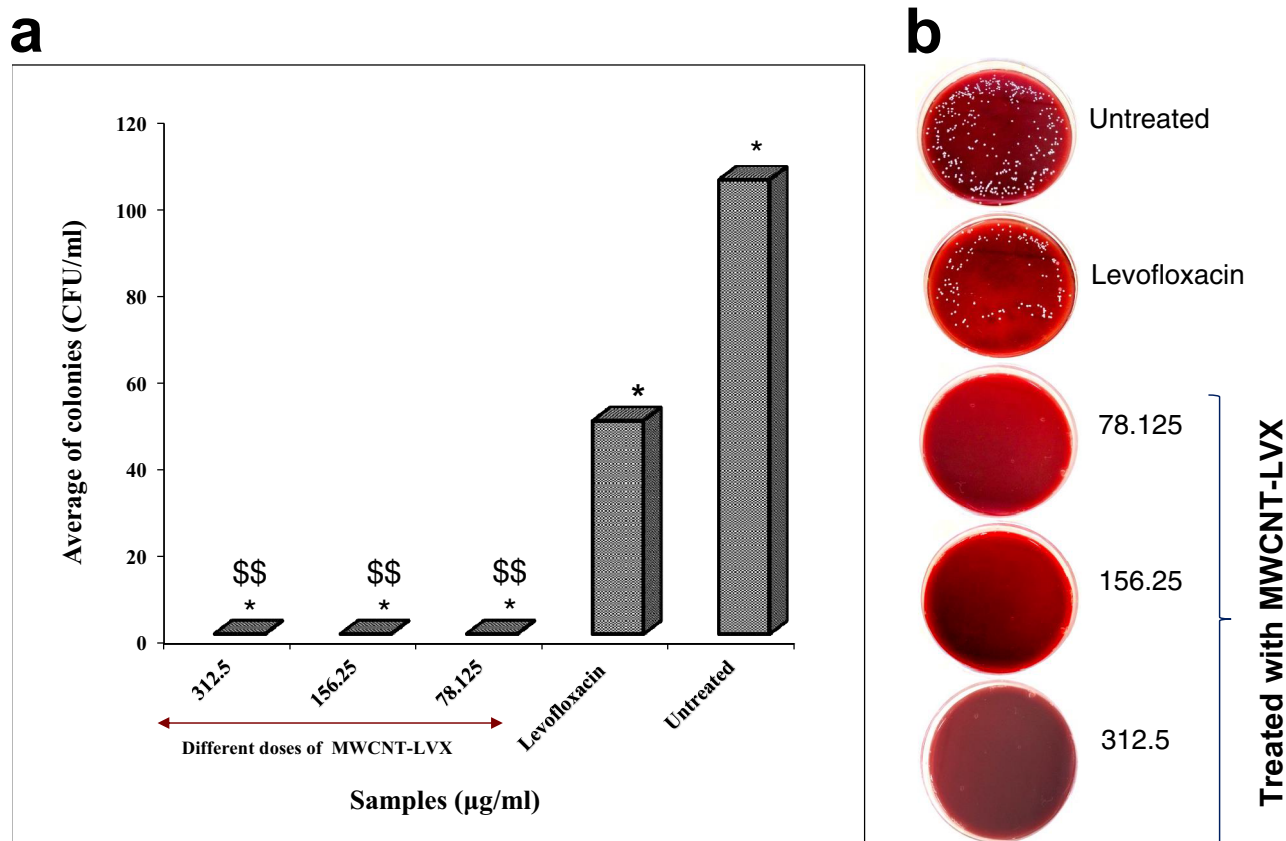 a
120
100
80
60
40
20
0
Average of colonies (CFU/ml)
$$
*
$$
*
$$
*
*
*
312.5
156.25
78.125
Levofloxacin
Untreated
Different doses of MWCNT-LVX
Samples (µg/ml)
b
Untreated
Levofloxacin
78.125
156.25
312.5
Treated with MWCNT-LVX